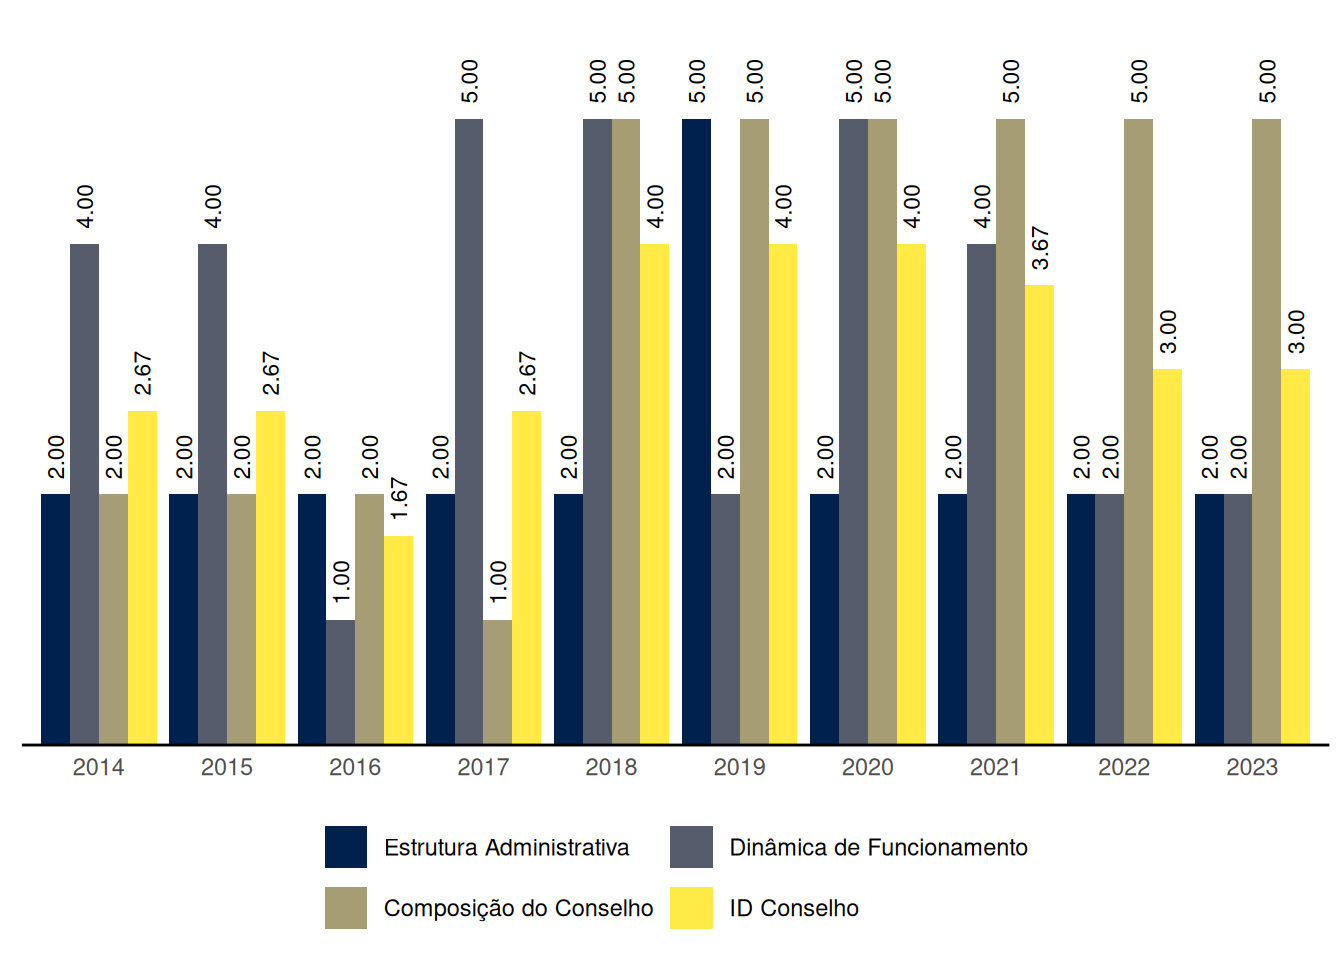 2.00 4.00 2.00 2.67 2.00 4.00 2.00 2.67 2.00 1.00 2.00 1.67 2.00 5.00 1.00 2.67 2.00 5.00 5.00 4.00 5.00 2.00 5.00 4.00 2.00 5.00 5.00 4.00 2.00 4.00 5.00 3.67 2.00 2.00 5.00 3.00 2.00 2.00 5.00 3.00
2014 2015 2016 2017 2018 2019 2020 2021 2022 2023
Estrutura Administrativa Dinâmica de Funcionamento
Composição do Conselho ID Conselho